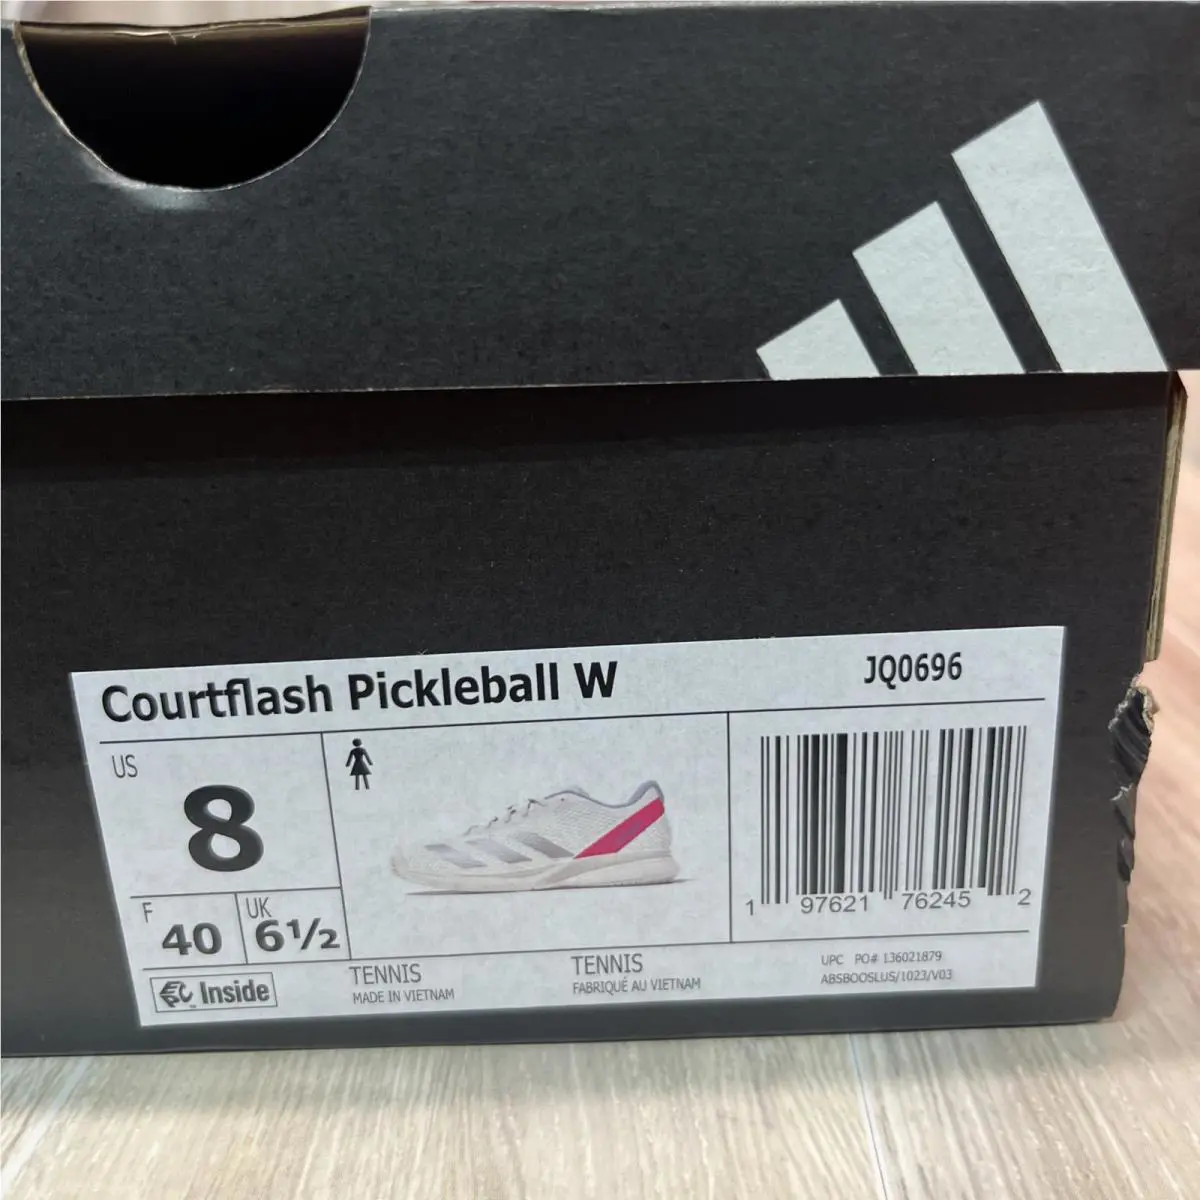 Courtflash Pickleball W
JQ0696
US
8
F
40
UK
6½
Inside
TENNIS
MADE IN VIETNAM
TENNIS
FABRIQUÉ AU VIETNAM
1 97621 76245 2
UPC PO# 136021879
ABSBOOSLUS/1023/V03